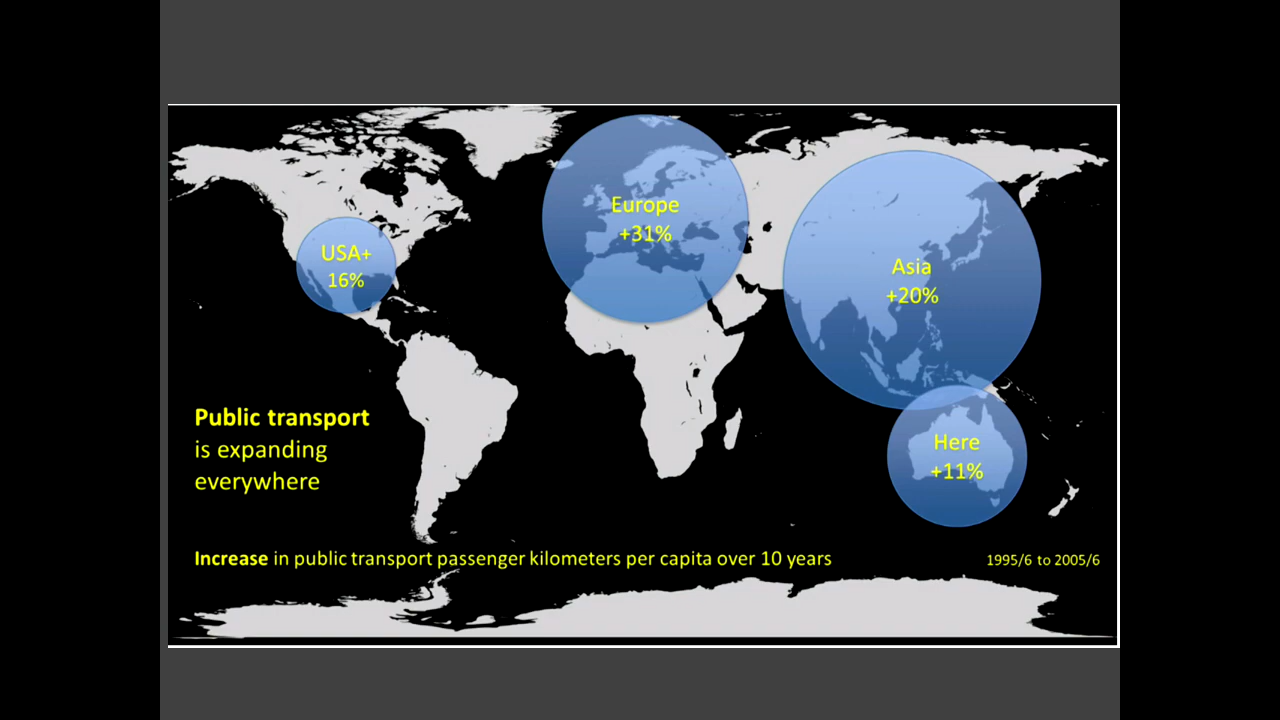 Europe
+31%
USA+
16%
Asia
+20%
Here
+11%
Public transport
is expanding
everywhere
Increase in public transport passenger kilometers per capita over 10 years
1995/6 to 2005/6